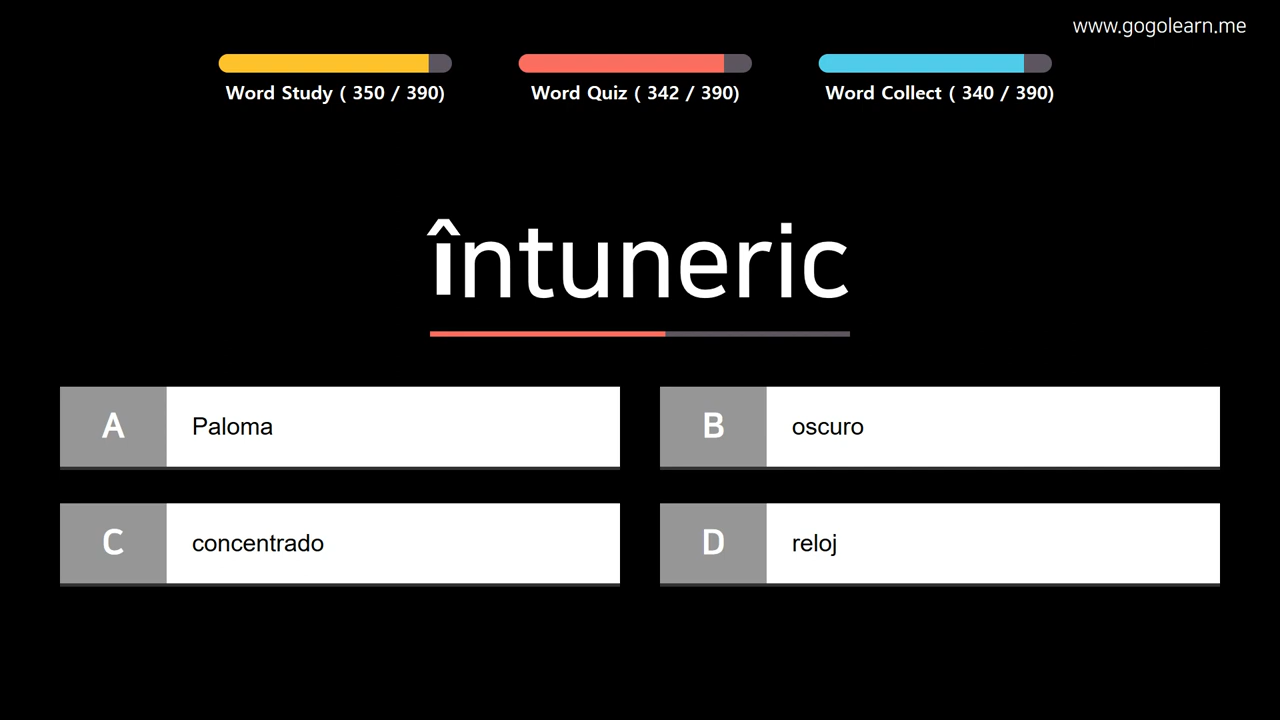 www.gogolearn.me
Word Study ( 350 / 390)
Word Quiz ( 342 / 390)
Word Collect ( 340 / 390)
întuneric
A Paloma
B oscuro
C concentrado
D reloj